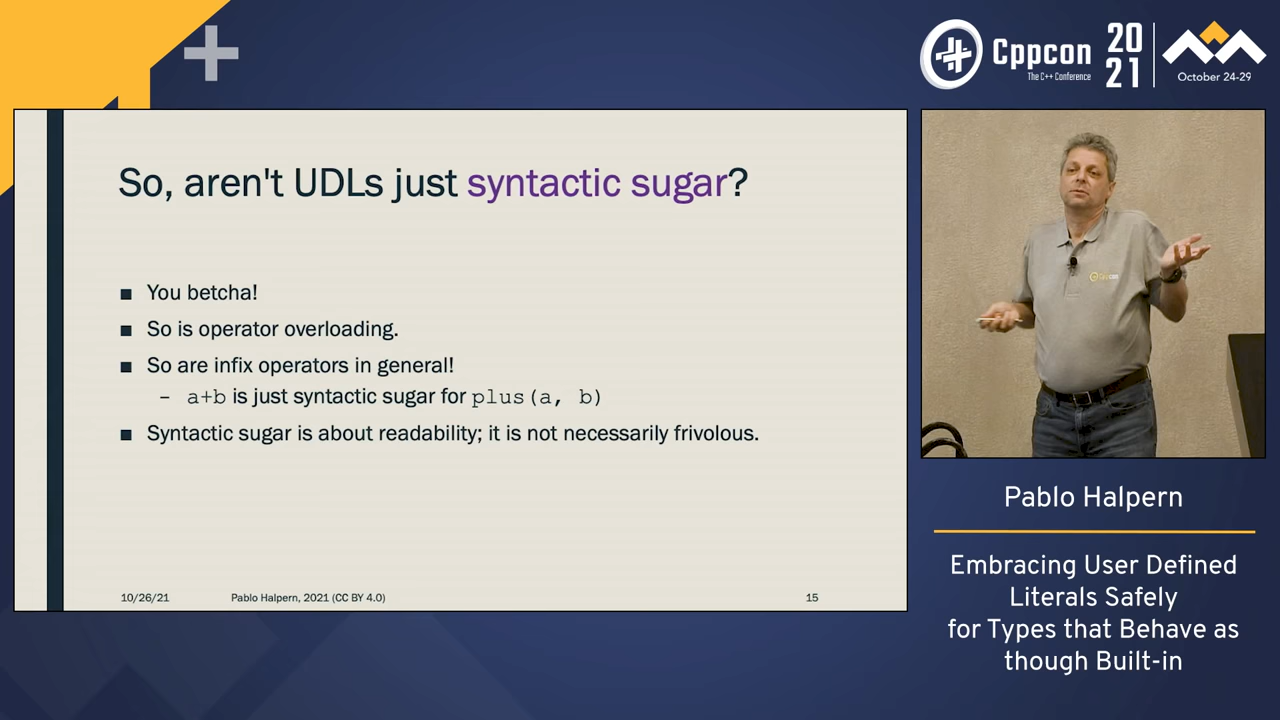 Cppcon
The C++ Conference
20
21
October 24-29
So, aren't UDLs just syntactic sugar?
■ You betcha!
■ So is operator overloading.
■ So are infix operators in general!
– a+b is just syntactic sugar for plus(a, b)
■ Syntactic sugar is about readability; it is not necessarily frivolous.
10/26/21 Pablo Halpern, 2021 (CC BY 4.0) 15
Cppcon
Pablo Halpern
Embracing User Defined
Literals Safely
for Types that Behave as
though Built-in